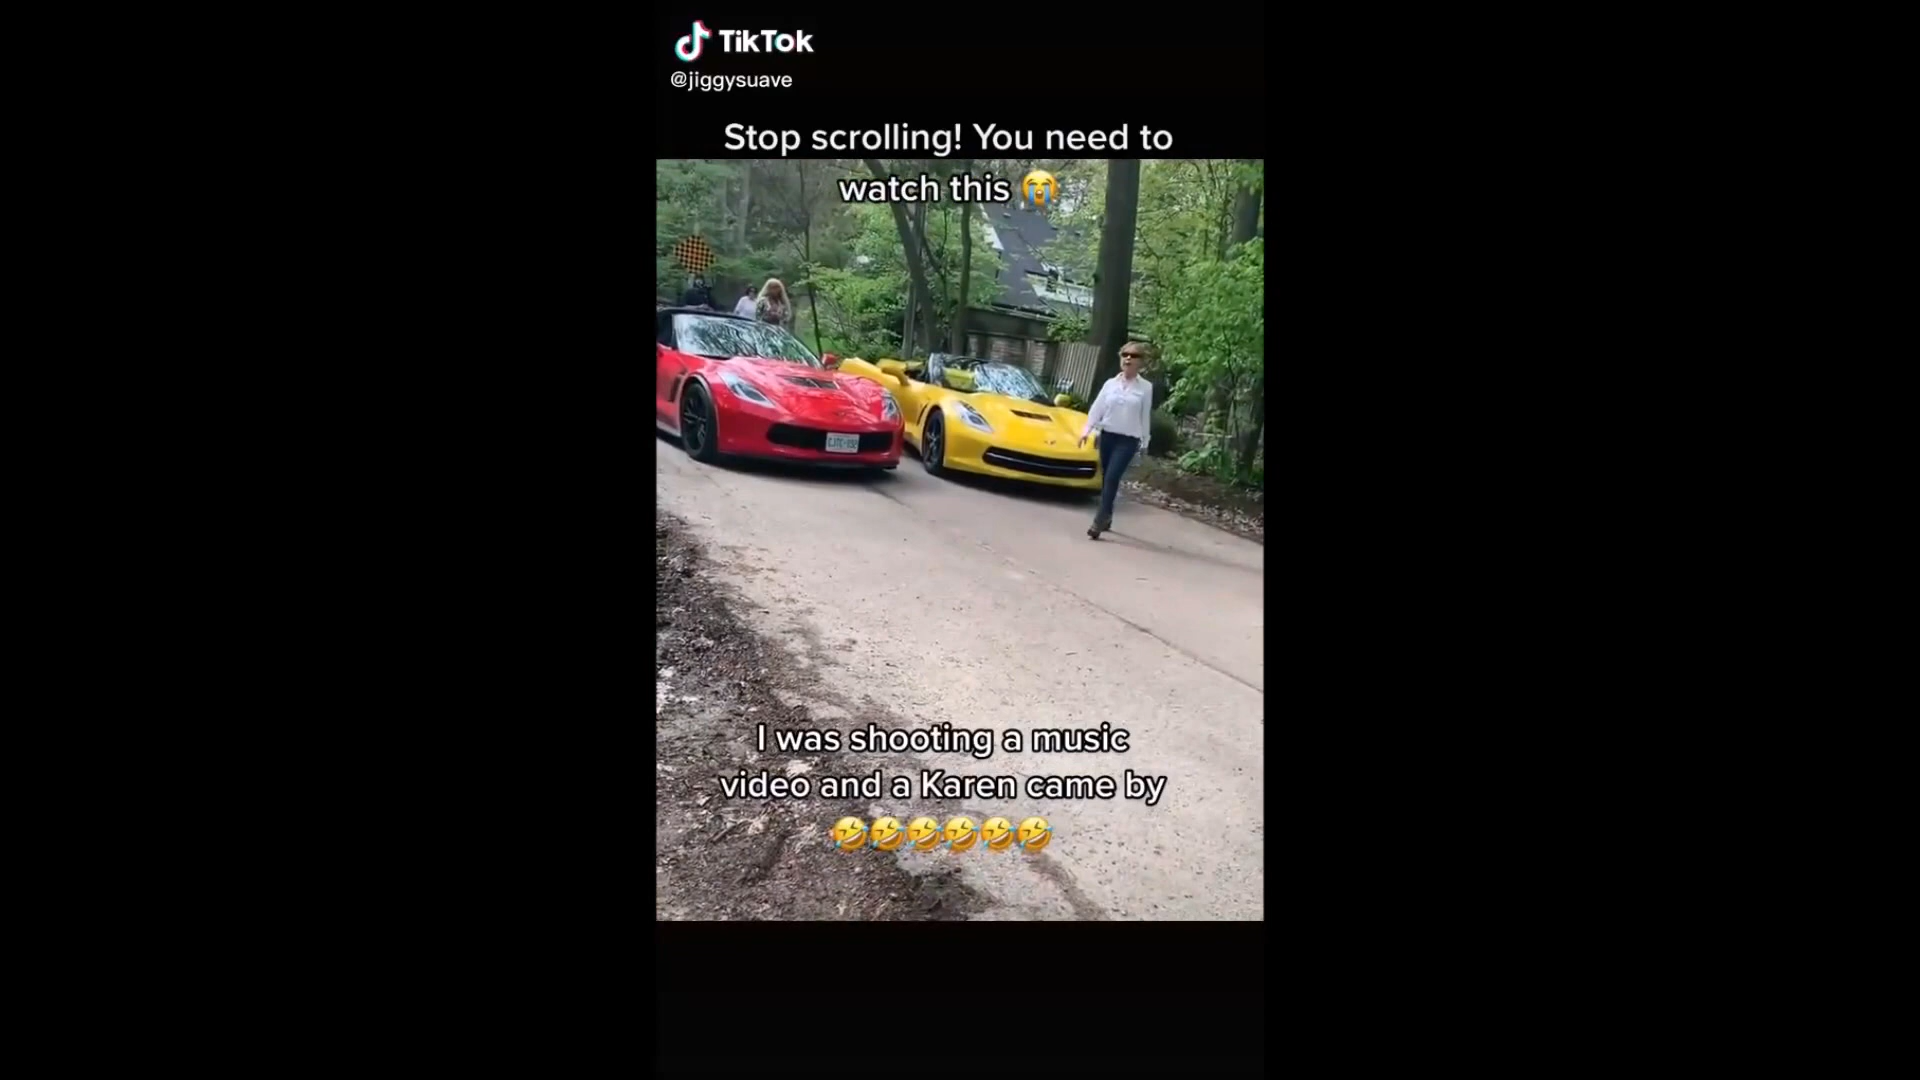 TikTok
@jiggysuave
Stop scrolling! You need to
watch this 😭
I was shooting a music
video and a Karen came by
🤣🤣🤣🤣🤣🤣